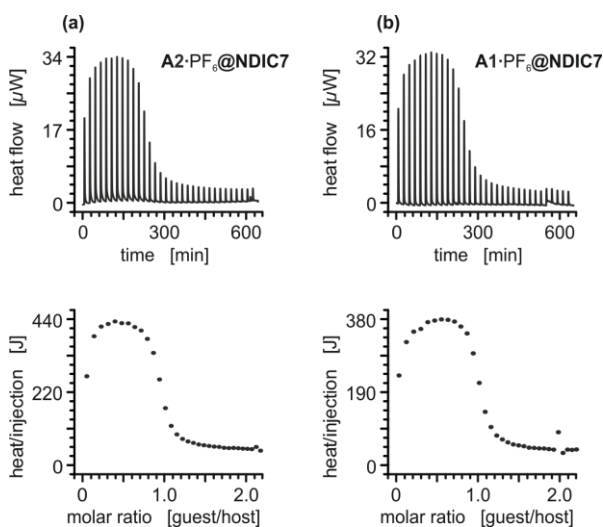 (a)
A2·PF6@NDIC7
34
17
0
heat flow [µW]
0 300 600
time [min]
(b)
A1·PF6@NDIC7
32
16
0
heat flow [µW]
0 300 600
time [min]
440
220
0
heat/injection [J]
0 1.0 2.0
molar ratio [guest/host]
380
190
0
heat/injection [J]
0 1.0 2.0
molar ratio [guest/host]